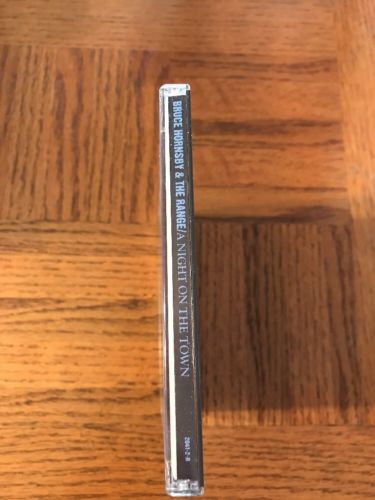 BRUCE HORNSBY & THE RANGE/A NIGHT ON THE TOWN 2041-2-R